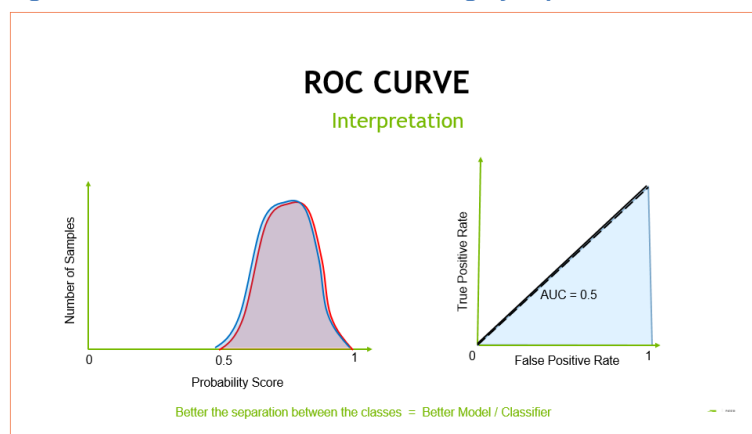 ROC CURVE
Interpretation
Number of Samples
0
0.5
1
Probability Score
True Positive Rate
AUC = 0.5
0
False Positive Rate
1
Better the separation between the classes = Better Model / Classifier